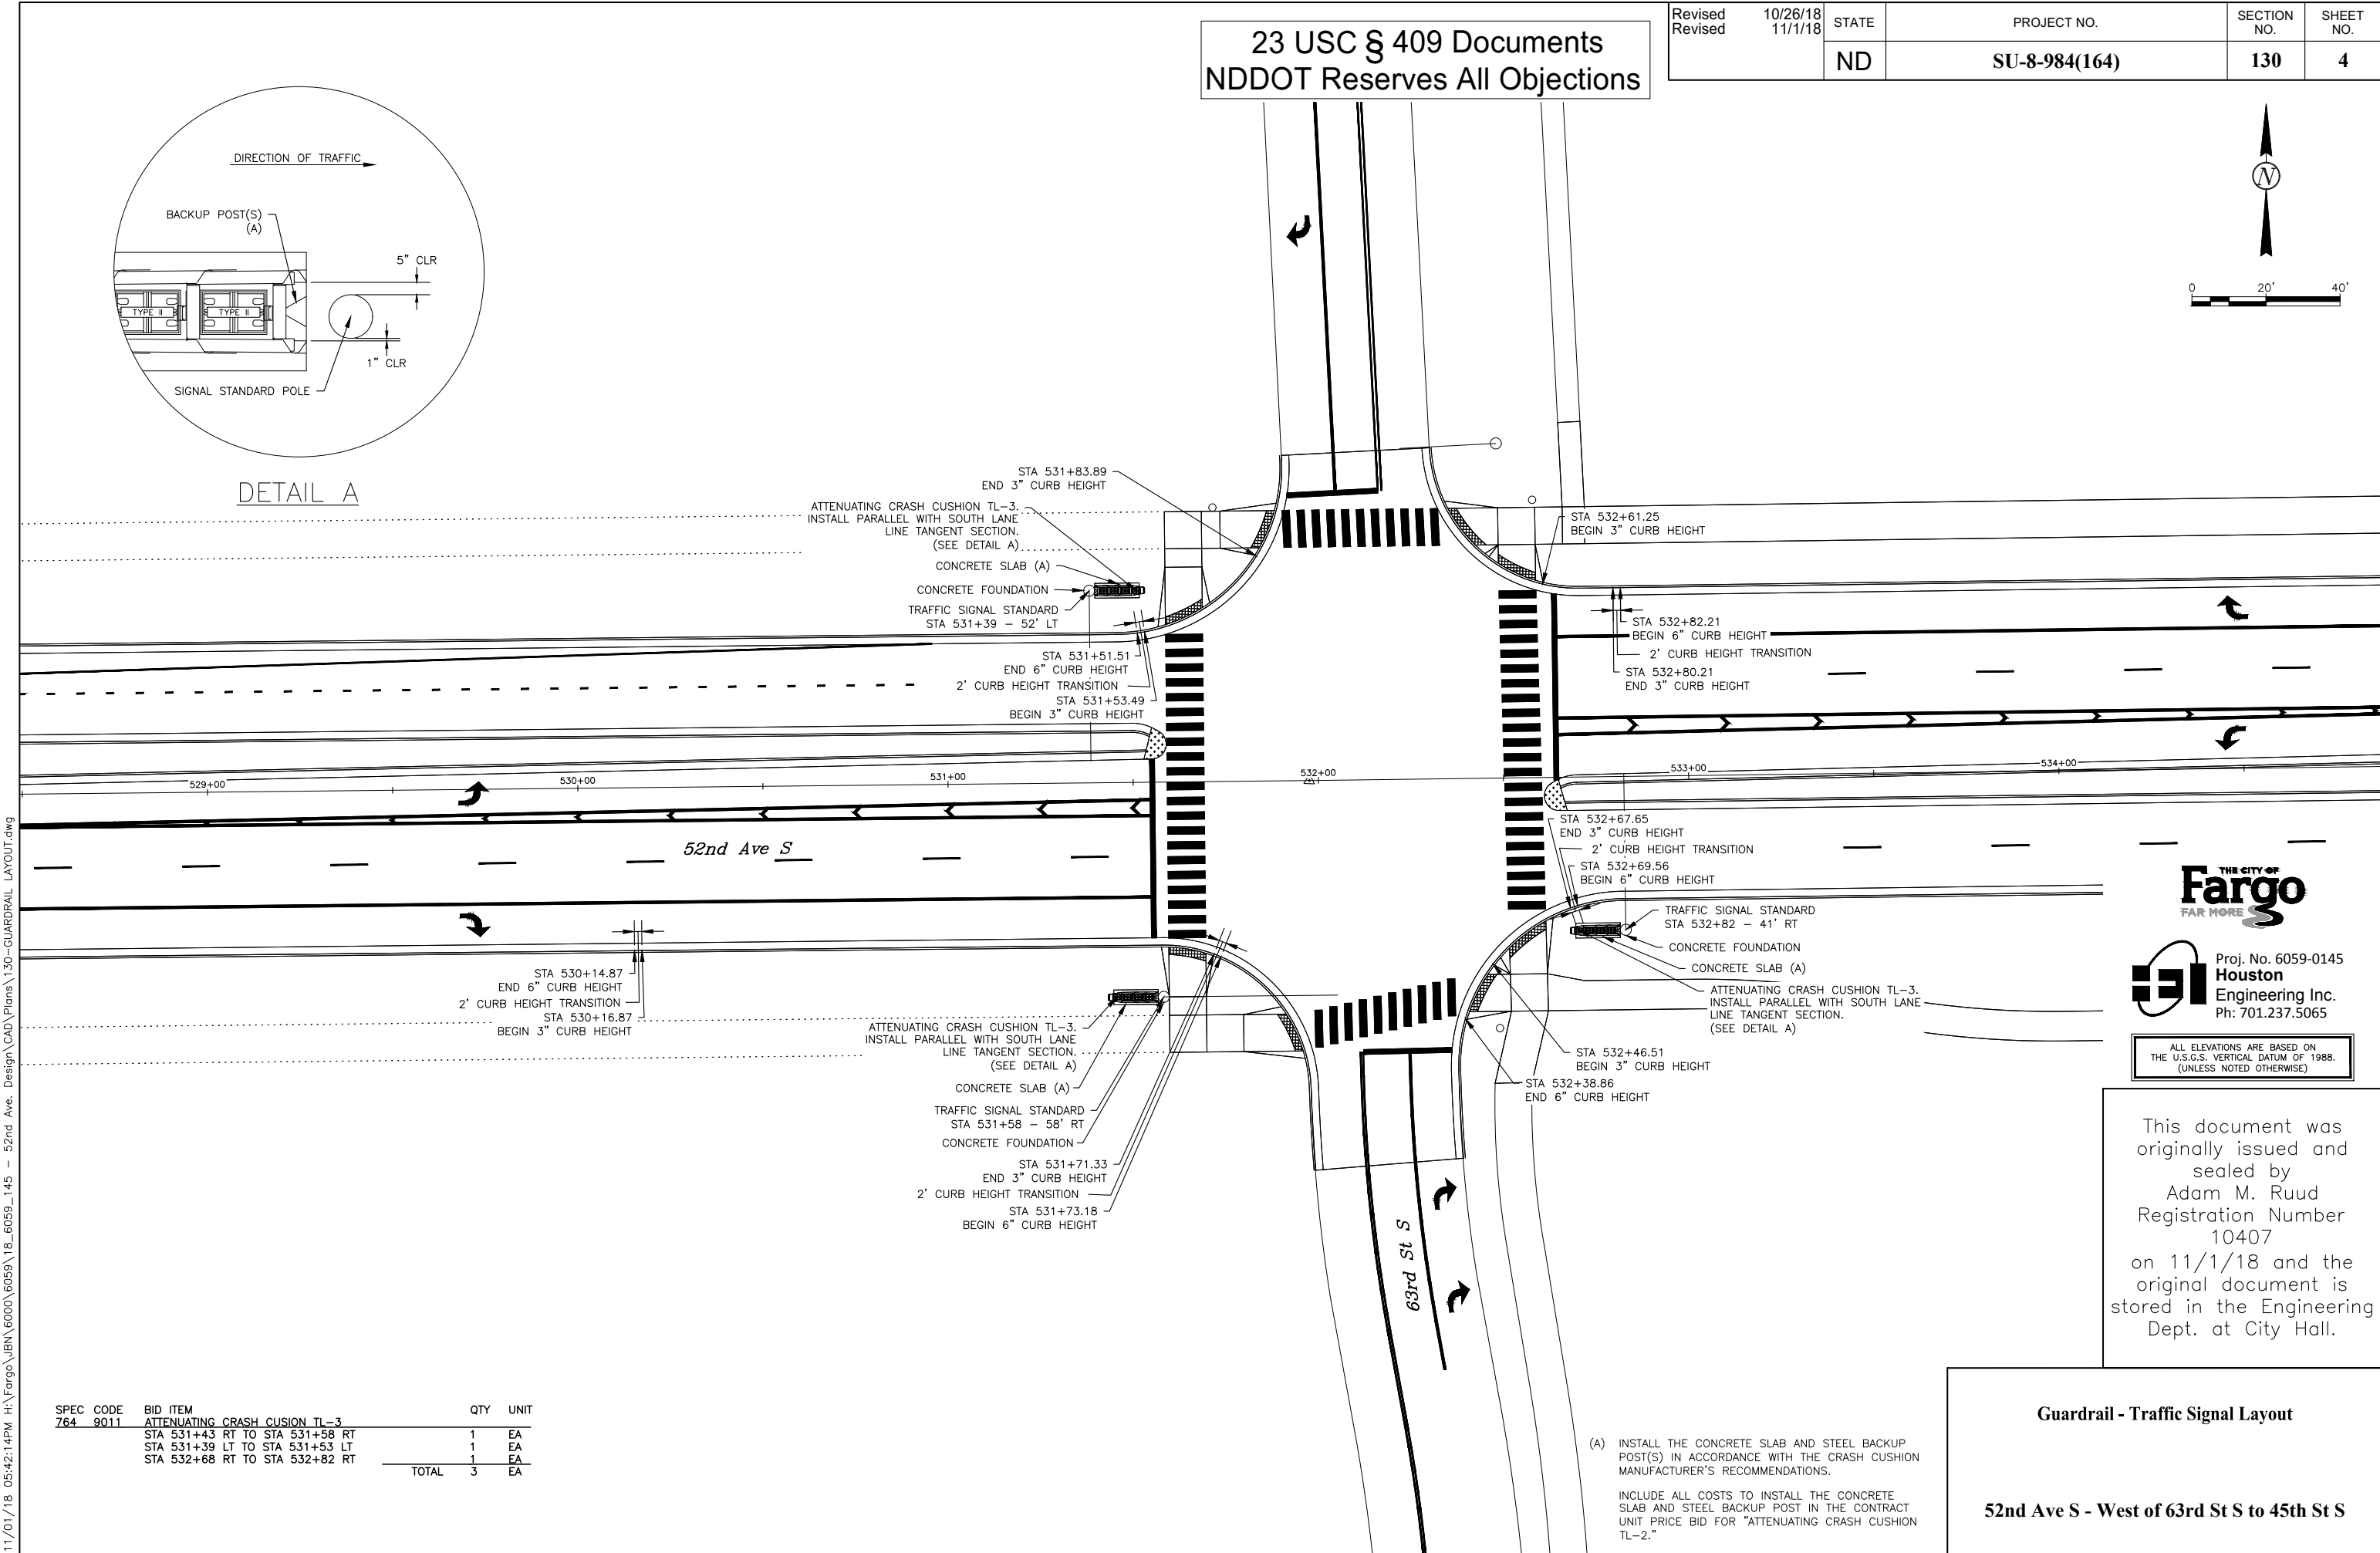 23 USC § 409 Documents
NDDOT Reserves All Objections
Revised 10/26/18
Revised 11/1/18
STATE
PROJECT NO.
SECTION NO.
SHEET NO.
ND
SU-8-984(164)
130
4
DIRECTION OF TRAFFIC
BACKUP POST(S)
(A)
5" CLR
TYPE II
TYPE II
1" CLR
SIGNAL STANDARD POLE
DETAIL A
N
0 20' 40'
STA 531+83.89
END 3" CURB HEIGHT
ATTENUATING CRASH CUSHION TL-3.
INSTALL PARALLEL WITH SOUTH LANE
LINE TANGENT SECTION.
(SEE DETAIL A)
CONCRETE SLAB (A)
CONCRETE FOUNDATION
TRAFFIC SIGNAL STANDARD
STA 531+39 - 52' LT
STA 531+51.51
END 6" CURB HEIGHT
2' CURB HEIGHT TRANSITION
STA 531+53.49
BEGIN 3" CURB HEIGHT
STA 532+61.25
BEGIN 3" CURB HEIGHT
STA 532+82.21
BEGIN 6" CURB HEIGHT
2' CURB HEIGHT TRANSITION
STA 532+80.21
END 3" CURB HEIGHT
529+00
530+00
531+00
532+00
533+00
534+00
52nd Ave S
STA 532+67.65
END 3" CURB HEIGHT
2' CURB HEIGHT TRANSITION
STA 532+69.56
BEGIN 6" CURB HEIGHT
TRAFFIC SIGNAL STANDARD
STA 532+82 - 41' RT
CONCRETE FOUNDATION
CONCRETE SLAB (A)
ATTENUATING CRASH CUSHION TL-3.
INSTALL PARALLEL WITH SOUTH LANE
LINE TANGENT SECTION.
(SEE DETAIL A)
STA 532+46.51
BEGIN 3" CURB HEIGHT
STA 532+38.86
END 6" CURB HEIGHT
STA 530+14.87
END 6" CURB HEIGHT
2' CURB HEIGHT TRANSITION
STA 530+16.87
BEGIN 3" CURB HEIGHT
ATTENUATING CRASH CUSHION TL-3.
INSTALL PARALLEL WITH SOUTH LANE
LINE TANGENT SECTION.
(SEE DETAIL A)
CONCRETE SLAB (A)
TRAFFIC SIGNAL STANDARD
STA 531+58 - 58' RT
CONCRETE FOUNDATION
STA 531+71.33
END 3" CURB HEIGHT
2' CURB HEIGHT TRANSITION
STA 531+73.18
BEGIN 6" CURB HEIGHT
63rd St S
THE CITY OF
Fargo
FAR MORE
Proj. No. 6059-0145
Houston
Engineering Inc.
Ph: 701.237.5065
ALL ELEVATIONS ARE BASED ON
THE U.S.G.S. VERTICAL DATUM OF 1988.
(UNLESS NOTED OTHERWISE)
This document was
originally issued and
sealed by
Adam M. Ruud
Registration Number
10407
on 11/1/18 and the
original document is
stored in the Engineering
Dept. at City Hall.
SPEC CODE BID ITEM QTY UNIT
764 9011 ATTENUATING CRASH CUSION TL-3
STA 531+43 RT TO STA 531+58 RT 1 EA
STA 531+39 LT TO STA 531+53 LT 1 EA
STA 532+68 RT TO STA 532+82 RT 1 EA
TOTAL 3 EA
(A) INSTALL THE CONCRETE SLAB AND STEEL BACKUP
POST(S) IN ACCORDANCE WITH THE CRASH CUSHION
MANUFACTURER'S RECOMMENDATIONS.
INCLUDE ALL COSTS TO INSTALL THE CONCRETE
SLAB AND STEEL BACKUP POST IN THE CONTRACT
UNIT PRICE BID FOR "ATTENUATING CRASH CUSHION
TL-2."
Guardrail - Traffic Signal Layout
52nd Ave S - West of 63rd St S to 45th St S
11/01/18 05:42:14PM H:\Fargo\JBN\6000\6059\18_6059_145 - 52nd Ave. Design\CAD\Plans\130-GUARDRAIL LAYOUT.dwg